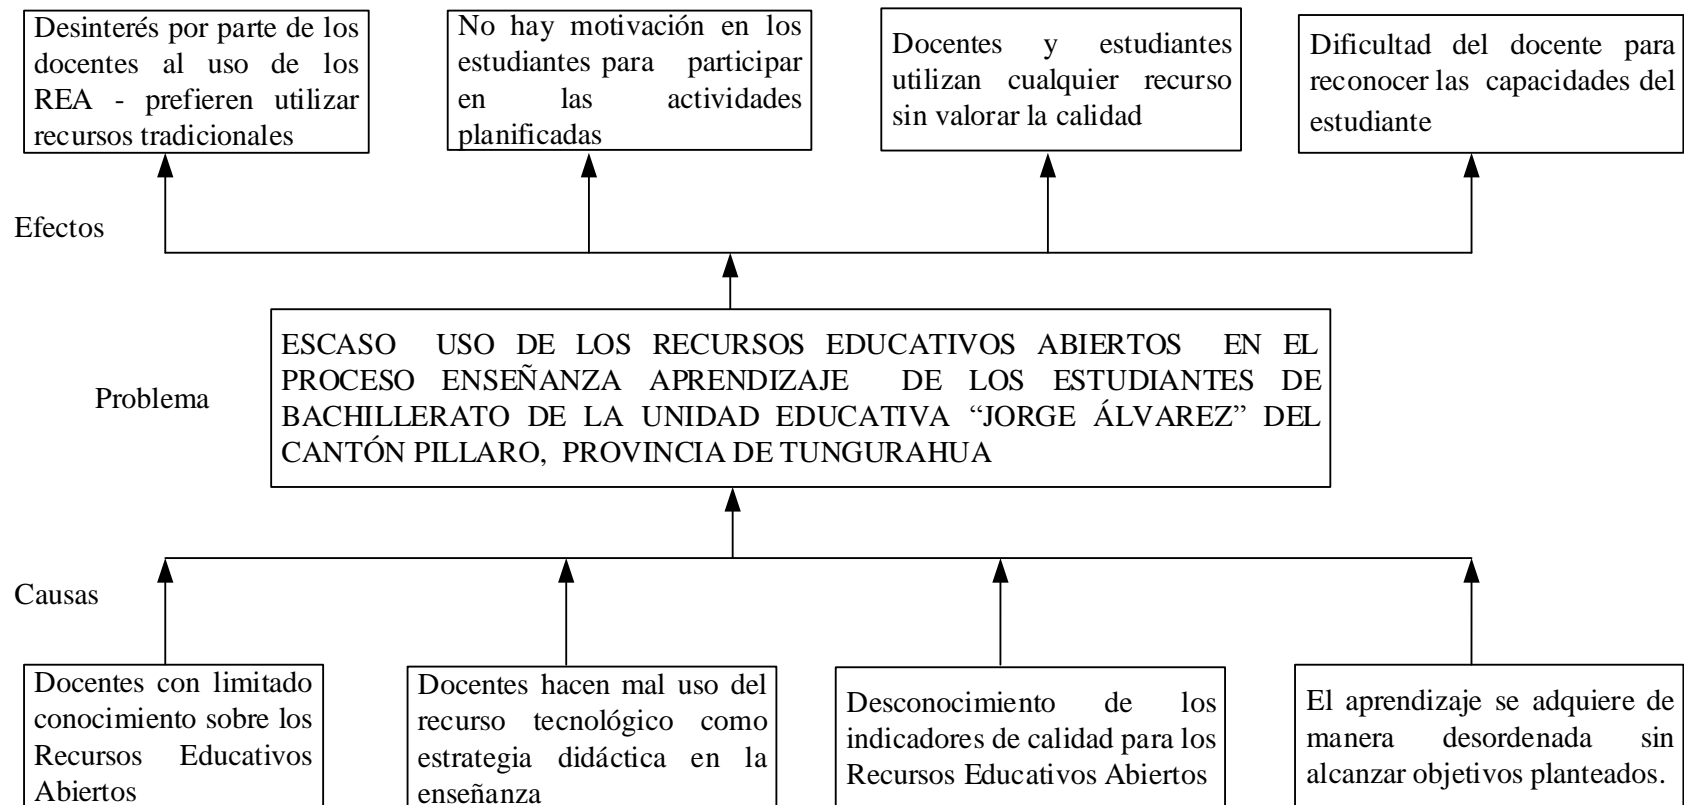 Desinterés por parte de los
docentes al uso de los
REA - prefieren utilizar
recursos tradicionales
No hay motivación en los
estudiantes para participar
en las actividades
planificadas
Docentes y estudiantes
utilizan cualquier recurso
sin valorar la calidad
Dificultad del docente para
reconocer las capacidades del
estudiante
Efectos
Problema
ESCASO USO DE LOS RECURSOS EDUCATIVOS ABIERTOS EN EL
PROCESO ENSEÑANZA APRENDIZAJE DE LOS ESTUDIANTES DE
BACHILLERATO DE LA UNIDAD EDUCATIVA “JORGE ÁLVAREZ” DEL
CANTÓN PILLARO, PROVINCIA DE TUNGURAHUA
Causas
Docentes con limitado
conocimiento sobre los
Recursos Educativos
Abiertos
Docentes hacen mal uso del
recurso tecnológico como
estrategia didáctica en la
enseñanza
Desconocimiento de los
indicadores de calidad para los
Recursos Educativos Abiertos
El aprendizaje se adquiere de
manera desordenada sin
alcanzar objetivos planteados.